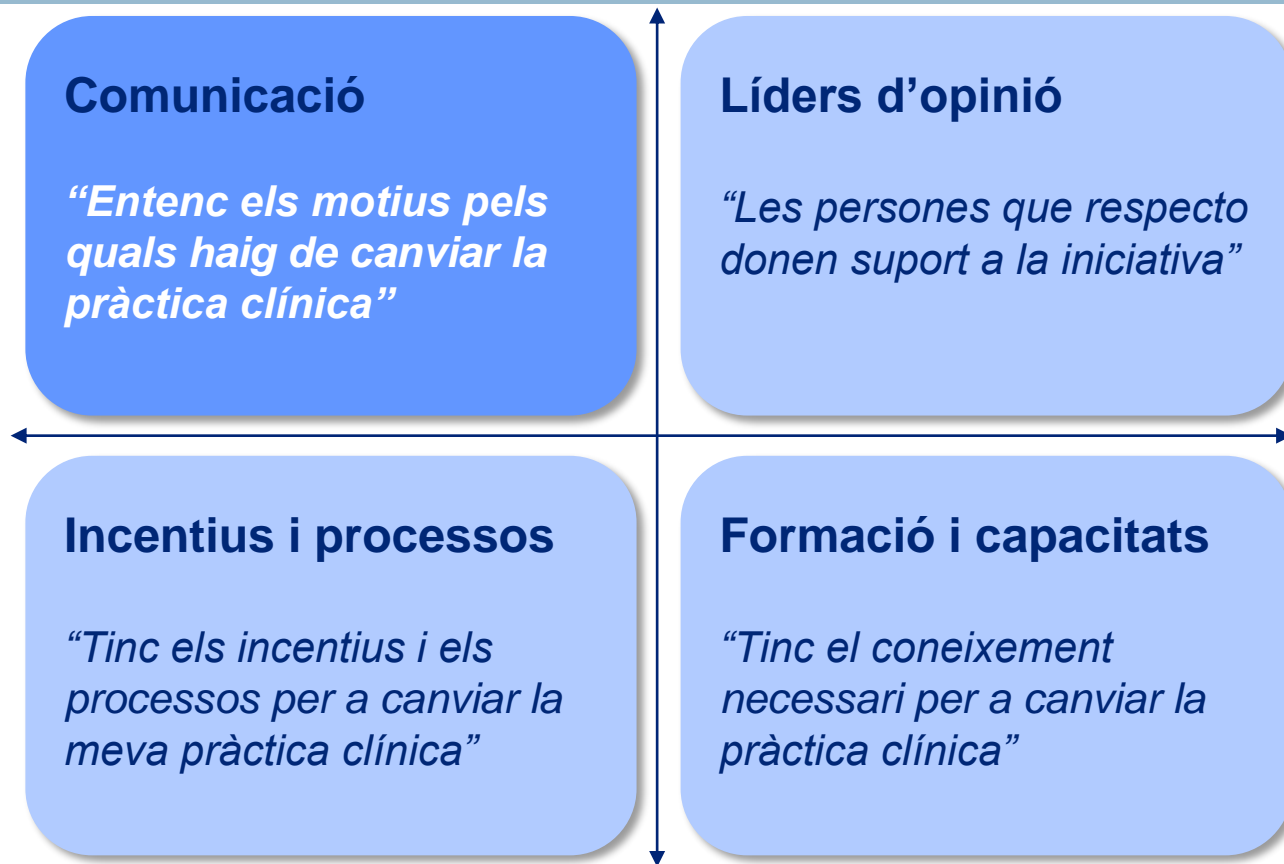 Comunicació
“Entenc els motius pels
quals haig de canviar la
pràctica clínica”
Líders d’opinió
“Les persones que respecto
donen suport a la iniciativa”
Incentius i processos
“Tinc els incentius i els
processos per a canviar la
meva pràctica clínica”
Formació i capacitats
“Tinc el coneixement
necessari per a canviar la
pràctica clínica”